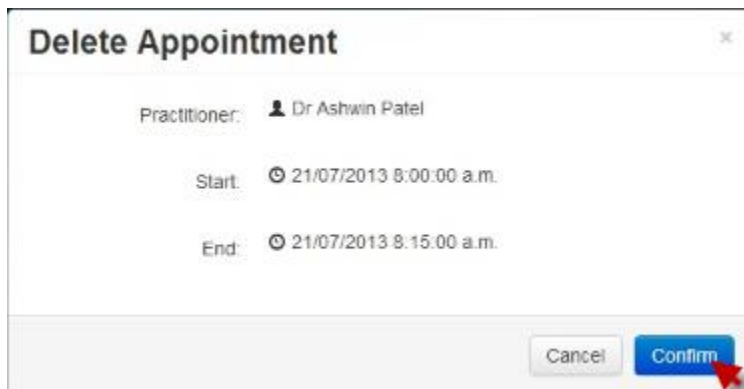 Delete Appointment
Practitioner: Dr Ashwin Patel
Start: 21/07/2013 8:00:00 a.m.
End: 21/07/2013 8:15:00 a.m.
Cancel Confirm